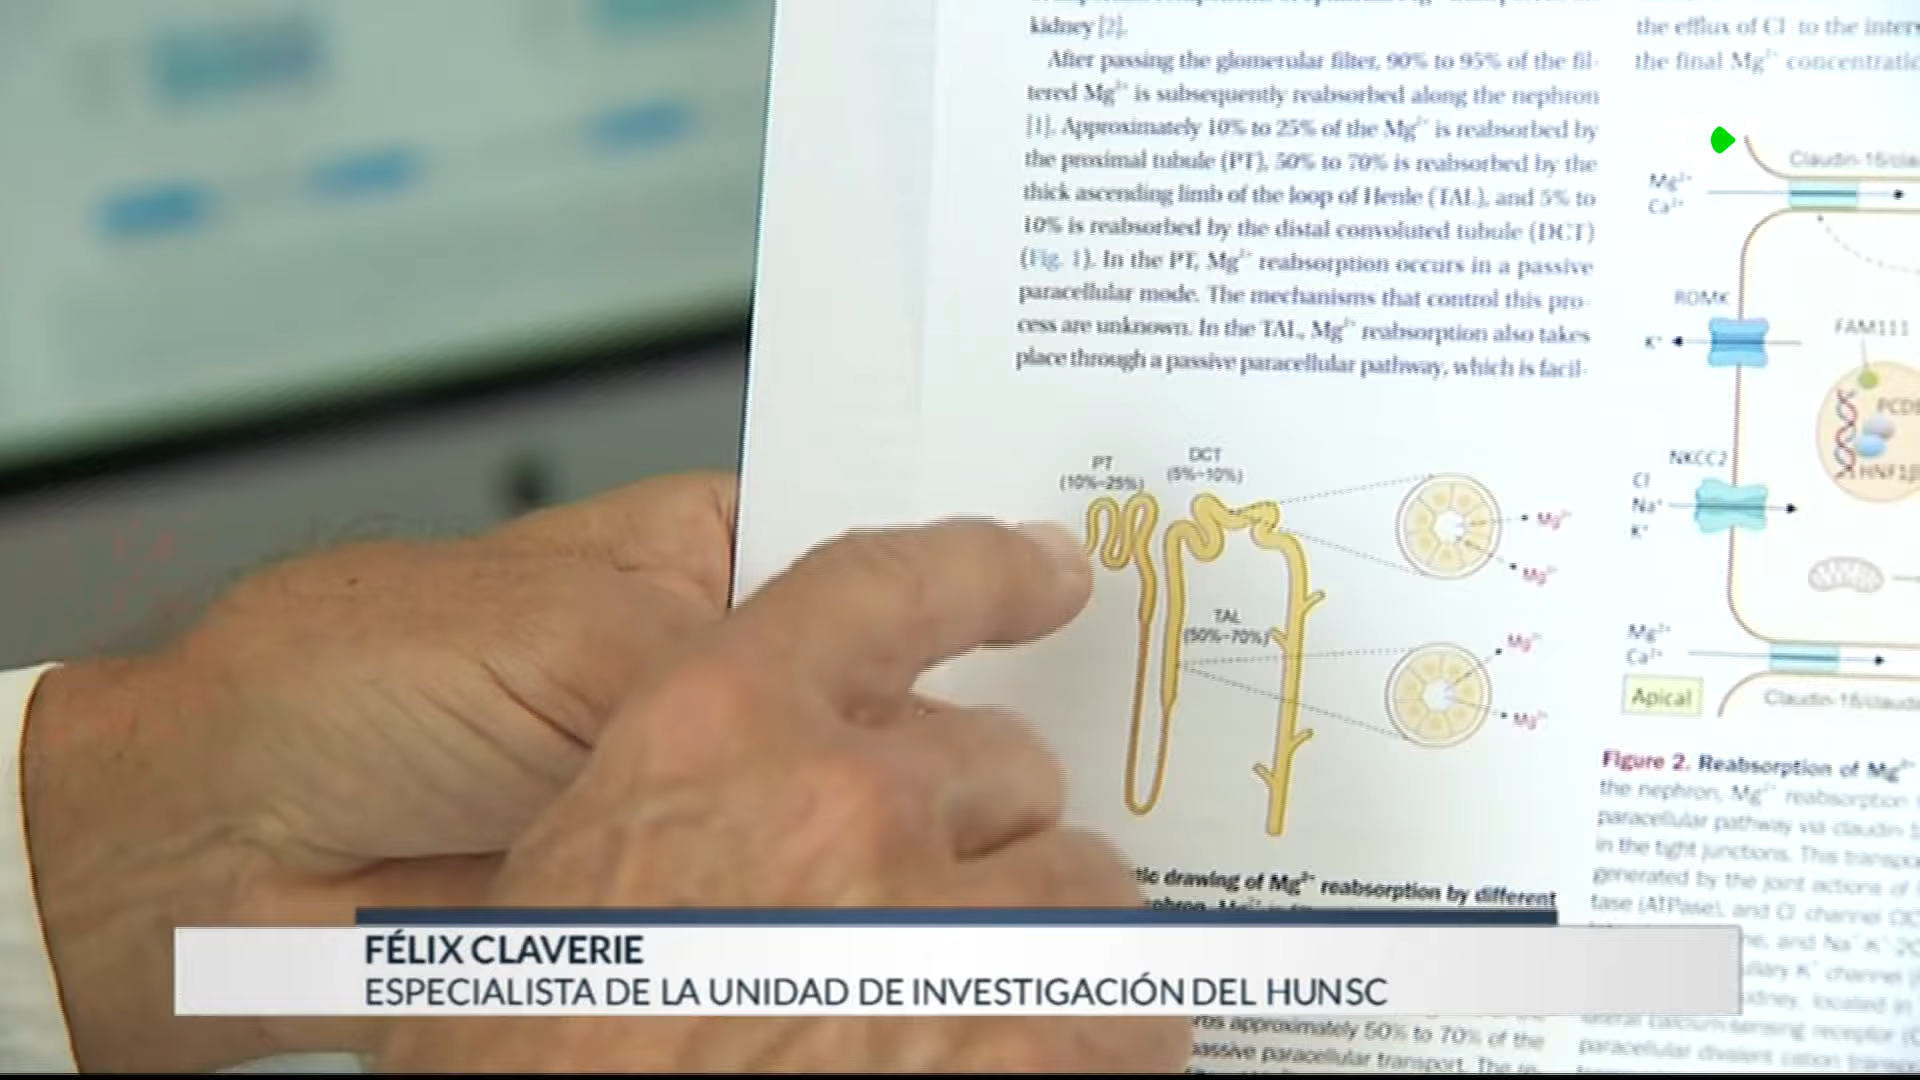 kidney [2].
After passing the glomerular filter, 90% to 95% of the fil-
tered Mg²⁺ is subsequently reabsorbed along the nephron
[1]. Approximately 10% to 25% of the Mg²⁺ is reabsorbed by
the proximal tubule (PT), 50% to 70% is reabsorbed by the
thick ascending limb of the loop of Henle (TAL), and 5% to
10% is reabsorbed by the distal convoluted tubule (DCT)
(Fig. 1). In the PT, Mg²⁺ reabsorption occurs in a passive
paracellular mode. The mechanisms that control this pro-
cess are unknown. In the TAL, Mg²⁺ reabsorption also takes
place through a passive paracellular pathway, which is facil-
PT
(10%–25%)
DCT
(5%–10%)
TAL
(50%–70%)
Mg²⁺
Mg²⁺
Mg²⁺
Mg²⁺
drawing of Mg²⁺ reabsorption by different
approximately 50% to 70% of the
passive paracellular transport. The
the efflux of Cl⁻ to the
the final Mg²⁺
Mg²⁺
Ca²⁺
ROMK
K⁺
FAM111
NKCC2
Cl⁻
Na⁺
K⁺
Mg²⁺
Ca²⁺
Apical
Figure 2. Reabsorption of Mg²⁺
the nephron, Mg²⁺ reabsorption
paracellular pathway via
in the tight junctions. This
generated by the joint actions of
and Na⁺-K⁺
K⁺ channel
located in
receptor
paracellular divalent cation
FÉLIX CLAVERIE
ESPECIALISTA DE LA UNIDAD DE INVESTIGACIÓN DEL HUNSC